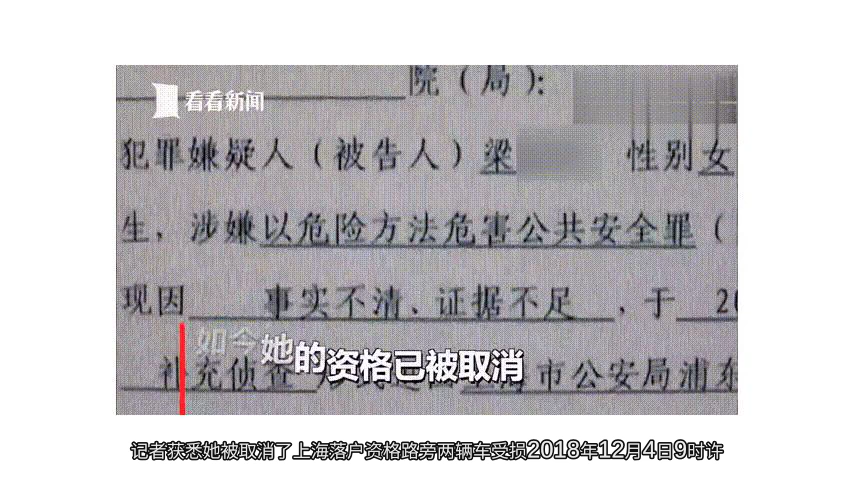 院（局）：
看看新闻
犯罪嫌疑人（被告人）梁 性别女
生，涉嫌以危险方法危害公共安全罪（
现因 事实不清、证据不足 ，于 20
如今她的资格已被取消
补充侦查 市公安局浦东
记者获悉她被取消了上海落户资格路旁两辆车受损2018年12月4日9时许